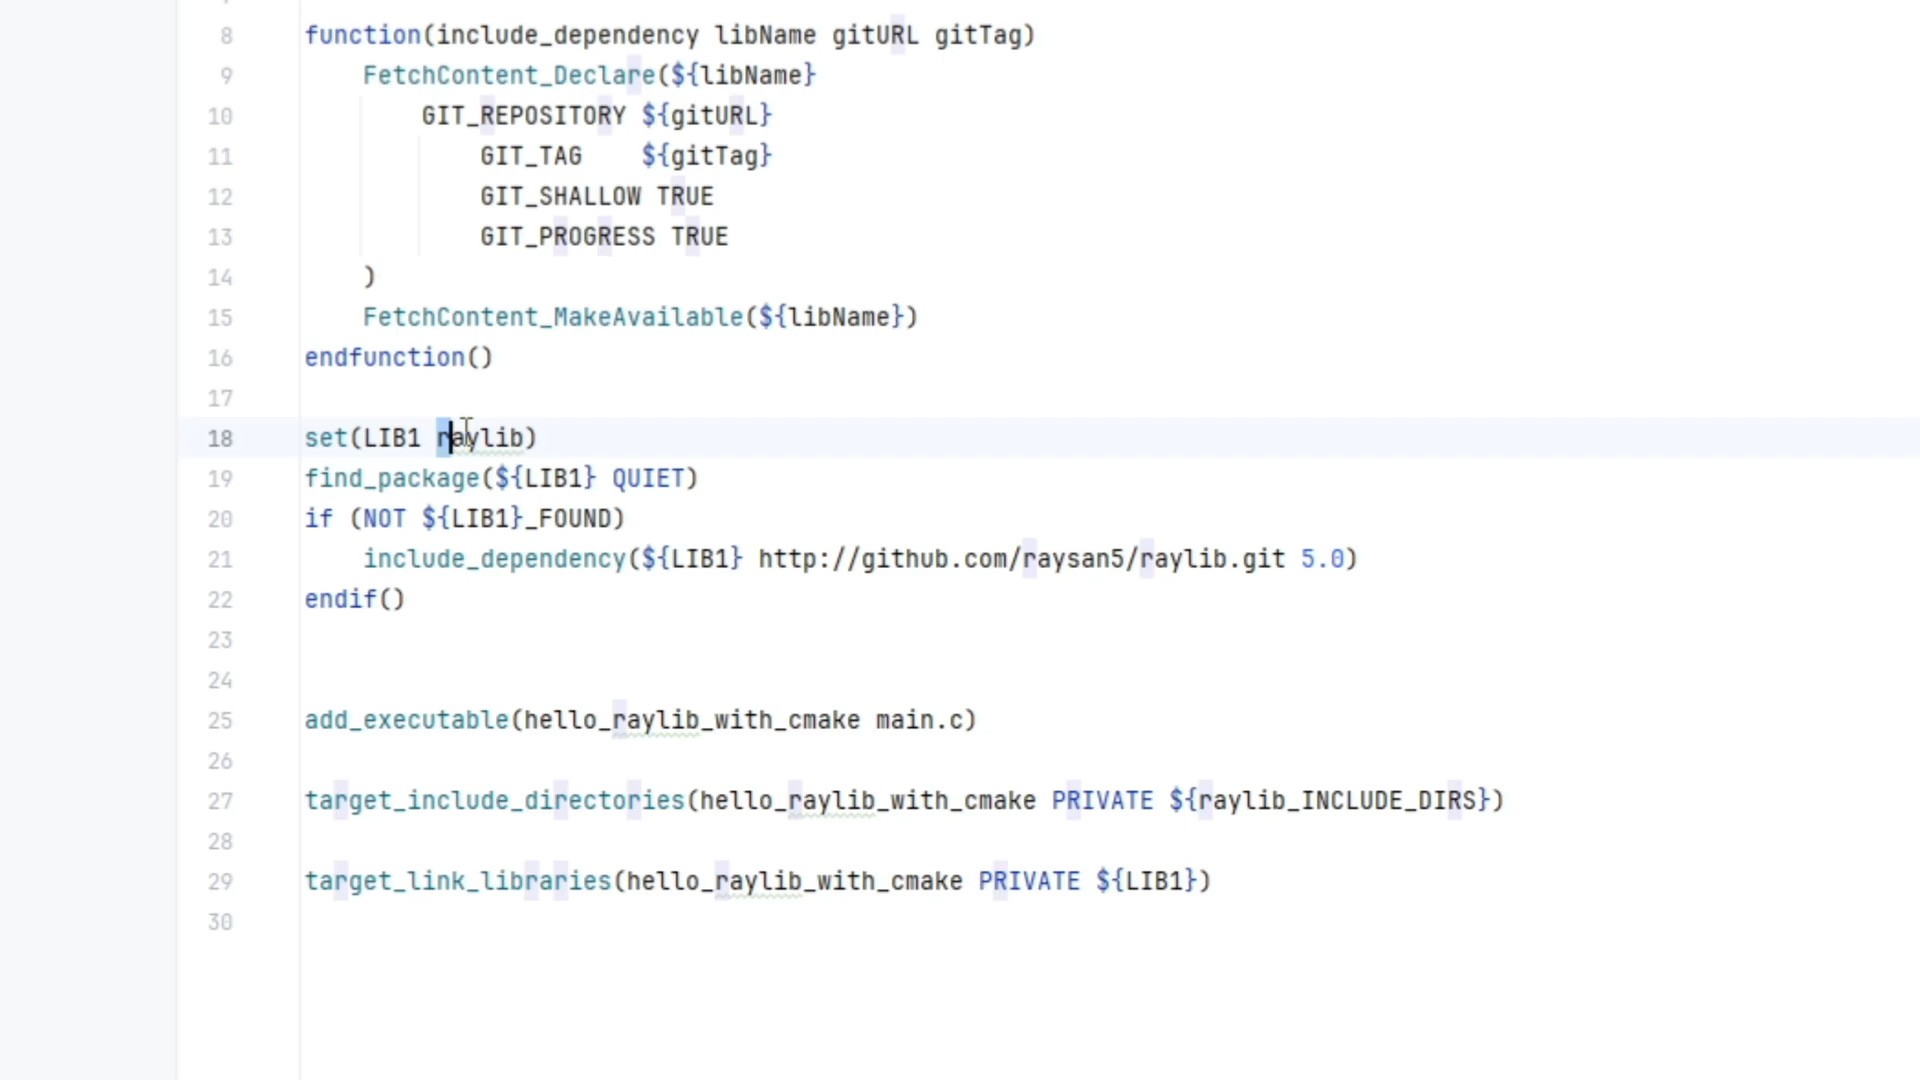 8 function(include_dependency libName gitURL gitTag)
9 FetchContent_Declare(${libName}
10 GIT_REPOSITORY ${gitURL}
11 GIT_TAG ${gitTag}
12 GIT_SHALLOW TRUE
13 GIT_PROGRESS TRUE
14 )
15 FetchContent_MakeAvailable(${libName})
16 endfunction()
17
18 set(LIB1 raylib)
19 find_package(${LIB1} QUIET)
20 if (NOT ${LIB1}_FOUND)
21 include_dependency(${LIB1} http://github.com/raysan5/raylib.git 5.0)
22 endif()
23
24
25 add_executable(hello_raylib_with_cmake main.c)
26
27 target_include_directories(hello_raylib_with_cmake PRIVATE ${raylib_INCLUDE_DIRS})
28
29 target_link_libraries(hello_raylib_with_cmake PRIVATE ${LIB1})
30